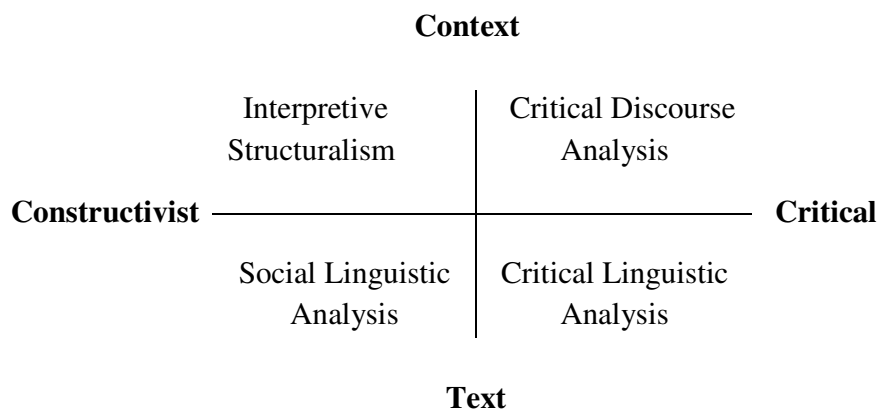 Context
Interpretive
Structuralism
Critical Discourse
Analysis
Constructivist
Critical
Social Linguistic
Analysis
Critical Linguistic
Analysis
Text